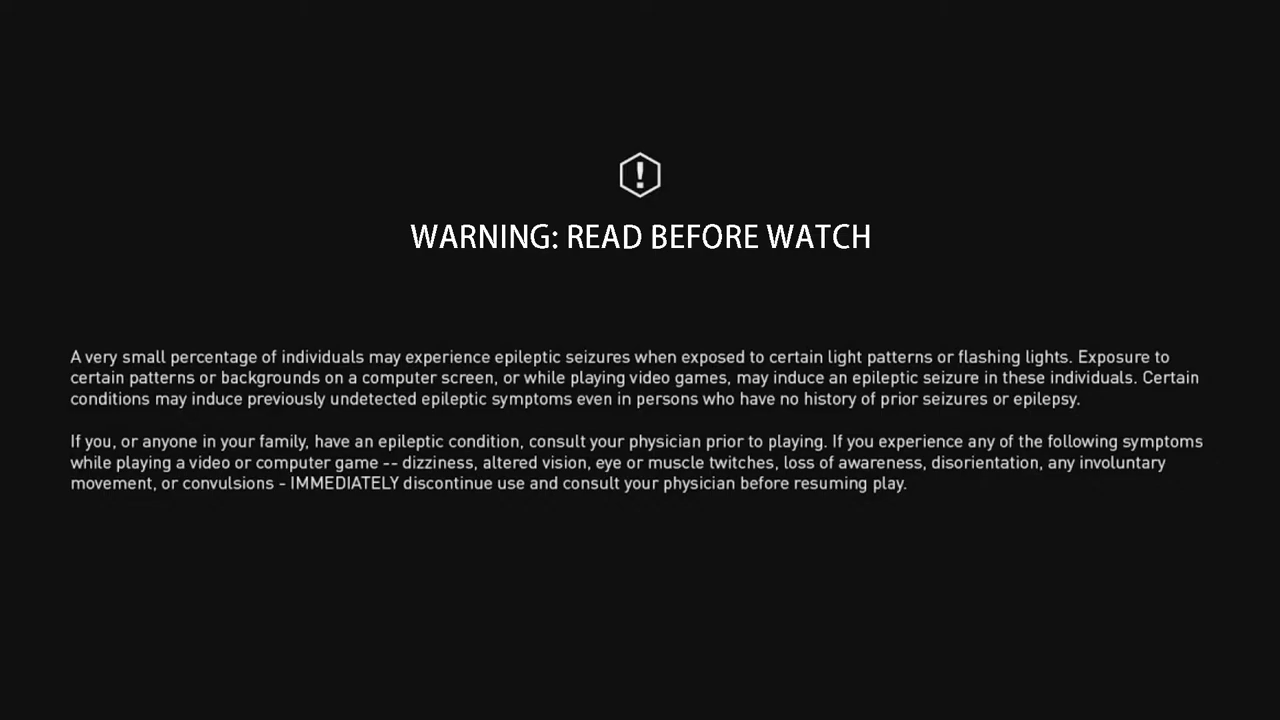 WARNING: READ BEFORE WATCH
A very small percentage of individuals may experience epileptic seizures when exposed to certain light patterns or flashing lights. Exposure to
certain patterns or backgrounds on a computer screen, or while playing video games, may induce an epileptic seizure in these individuals. Certain
conditions may induce previously undetected epileptic symptoms even in persons who have no history of prior seizures or epilepsy.
If you, or anyone in your family, have an epileptic condition, consult your physician prior to playing. If you experience any of the following symptoms
while playing a video or computer game -- dizziness, altered vision, eye or muscle twitches, loss of awareness, disorientation, any involuntary
movement, or convulsions - IMMEDIATELY discontinue use and consult your physician before resuming play.